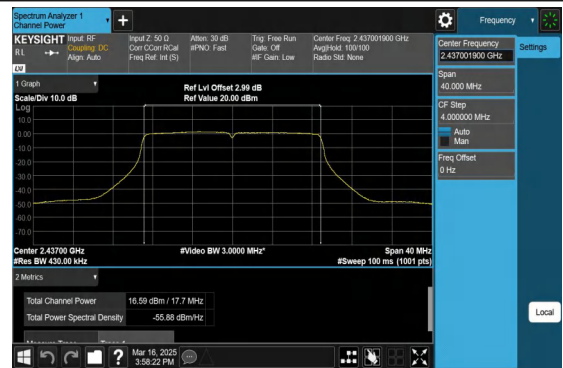 Spectrum Analyzer 1
Channel Power
+
Frequency
KEYSIGHT
RL
LXI
Input: RF
Coupling: DC
Align: Auto
Input Z: 50 Ω
Corr CCorr RCal
Freq Ref: Int (S)
Atten: 30 dB
#PNO: Fast
Trig: Free Run
Gate: Off
#IF Gain: Low
Center Freq: 2.437001900 GHz
Avg|Hold: 100/100
Radio Std: None
Center Frequency
2.437001900 GHz
Settings
Span
40.000 MHz
CF Step
4.000000 MHz
Auto
Man
Freq Offset
0 Hz
1 Graph
Scale/Div 10.0 dB
Ref Lvl Offset 2.99 dB
Ref Value 20.00 dBm
Log
10.0
0.00
-10.0
-20.0
-30.0
-40.0
-50.0
-60.0
-70.0
Center 2.43700 GHz
#Res BW 430.00 kHz
#Video BW 3.0000 MHz*
Span 40 MHz
#Sweep 100 ms (1001 pts)
2 Metrics
Total Channel Power 16.59 dBm / 17.7 MHz
Total Power Spectral Density -55.88 dBm/Hz
Local
?
Mar 16, 2025
3:58:22 PM